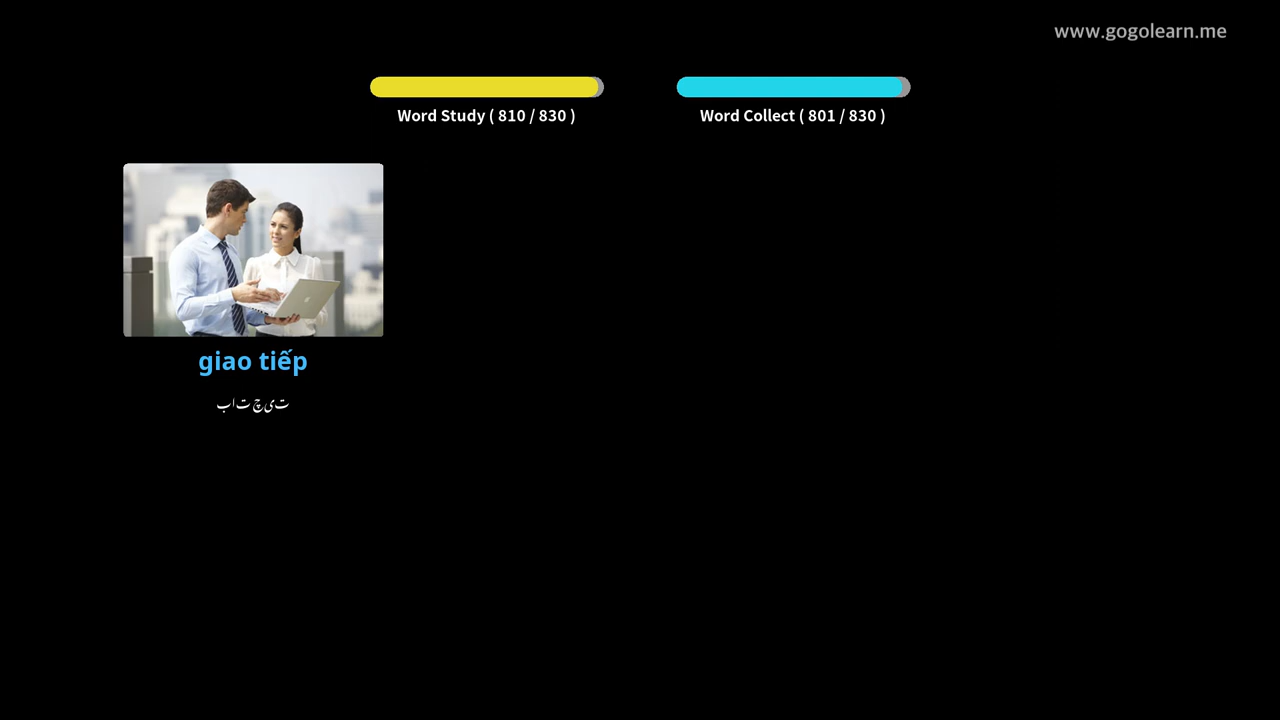 www.gogolearn.me
Word Study ( 810 / 830 )
Word Collect ( 801 / 830 )
giao tiếp
بات چیت